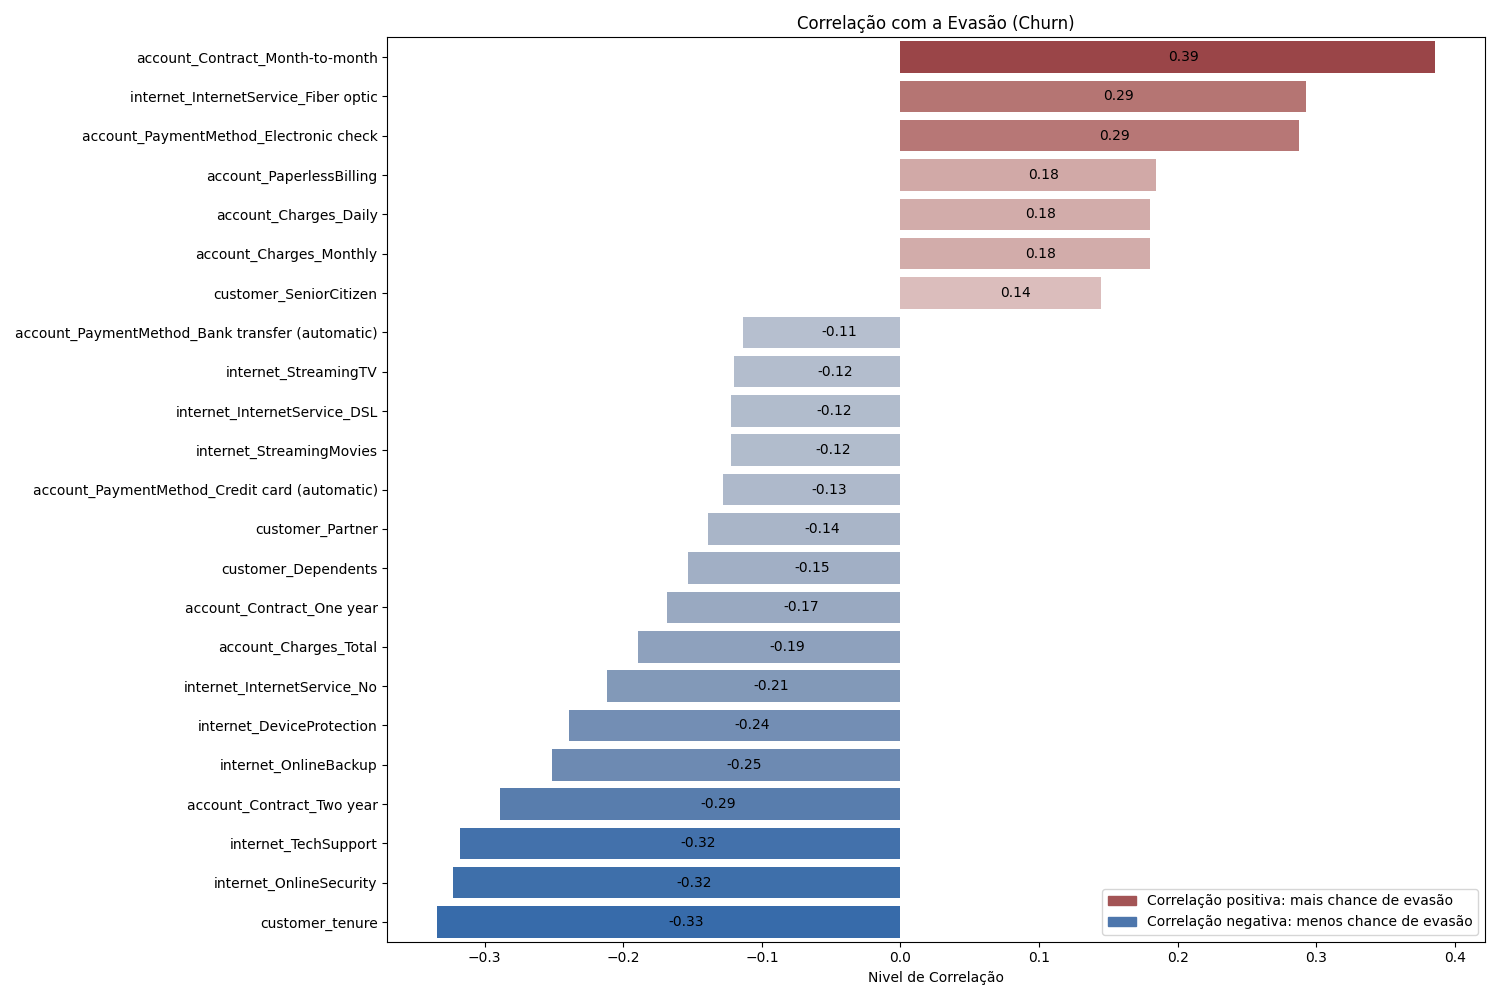 Correlação com a Evasão (Churn)
account_Contract_Month-to-month 0.39
internet_InternetService_Fiber optic 0.29
account_PaymentMethod_Electronic check 0.29
account_PaperlessBilling 0.18
account_Charges_Daily 0.18
account_Charges_Monthly 0.18
customer_SeniorCitizen 0.14
account_PaymentMethod_Bank transfer (automatic) -0.11
internet_StreamingTV -0.12
internet_InternetService_DSL -0.12
internet_StreamingMovies -0.12
account_PaymentMethod_Credit card (automatic) -0.13
customer_Partner -0.14
customer_Dependents -0.15
account_Contract_One year -0.17
account_Charges_Total -0.19
internet_InternetService_No -0.21
internet_DeviceProtection -0.24
internet_OnlineBackup -0.25
account_Contract_Two year -0.29
internet_TechSupport -0.32
internet_OnlineSecurity -0.32
customer_tenure -0.33
Correlação positiva: mais chance de evasão
Correlação negativa: menos chance de evasão
−0.3 −0.2 −0.1 0.0 0.1 0.2 0.3 0.4
Nivel de Correlação